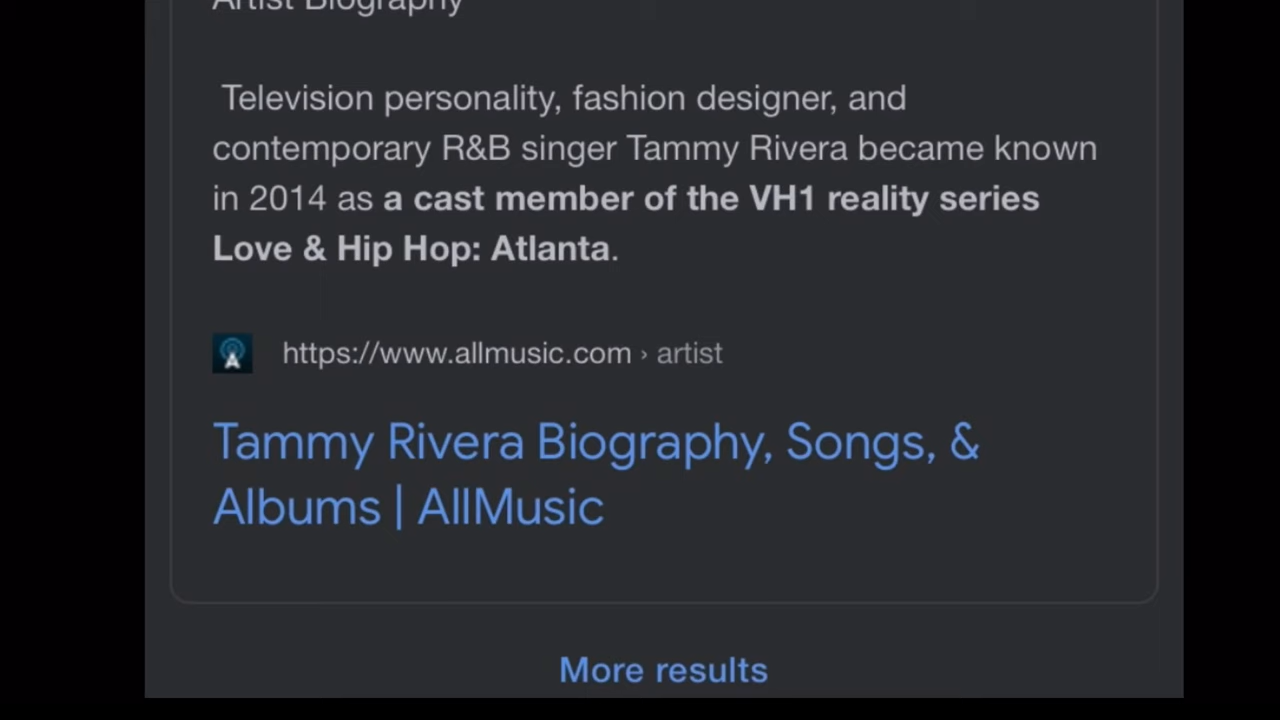 Artist Biography
Television personality, fashion designer, and
contemporary R&B singer Tammy Rivera became known
in 2014 as a cast member of the VH1 reality series
Love & Hip Hop: Atlanta.
https://www.allmusic.com › artist
Tammy Rivera Biography, Songs, &
Albums | AllMusic
More results